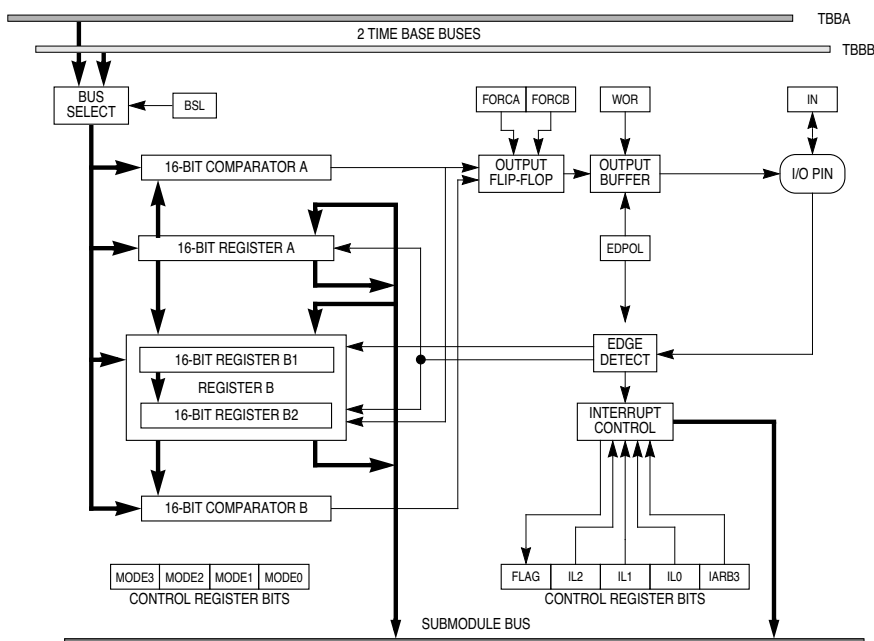 TBBA
2 TIME BASE BUSES
TBBB
BUS
SELECT
BSL
FORCA
FORCB
WOR
IN
16-BIT COMPARATOR A
OUTPUT
FLIP-FLOP
OUTPUT
BUFFER
I/O PIN
16-BIT REGISTER A
EDPOL
16-BIT REGISTER B1
REGISTER B
16-BIT REGISTER B2
EDGE
DETECT
INTERRUPT
CONTROL
16-BIT COMPARATOR B
MODE3
MODE2
MODE1
MODE0
CONTROL REGISTER BITS
FLAG
IL2
IL1
IL0
IARB3
CONTROL REGISTER BITS
SUBMODULE BUS